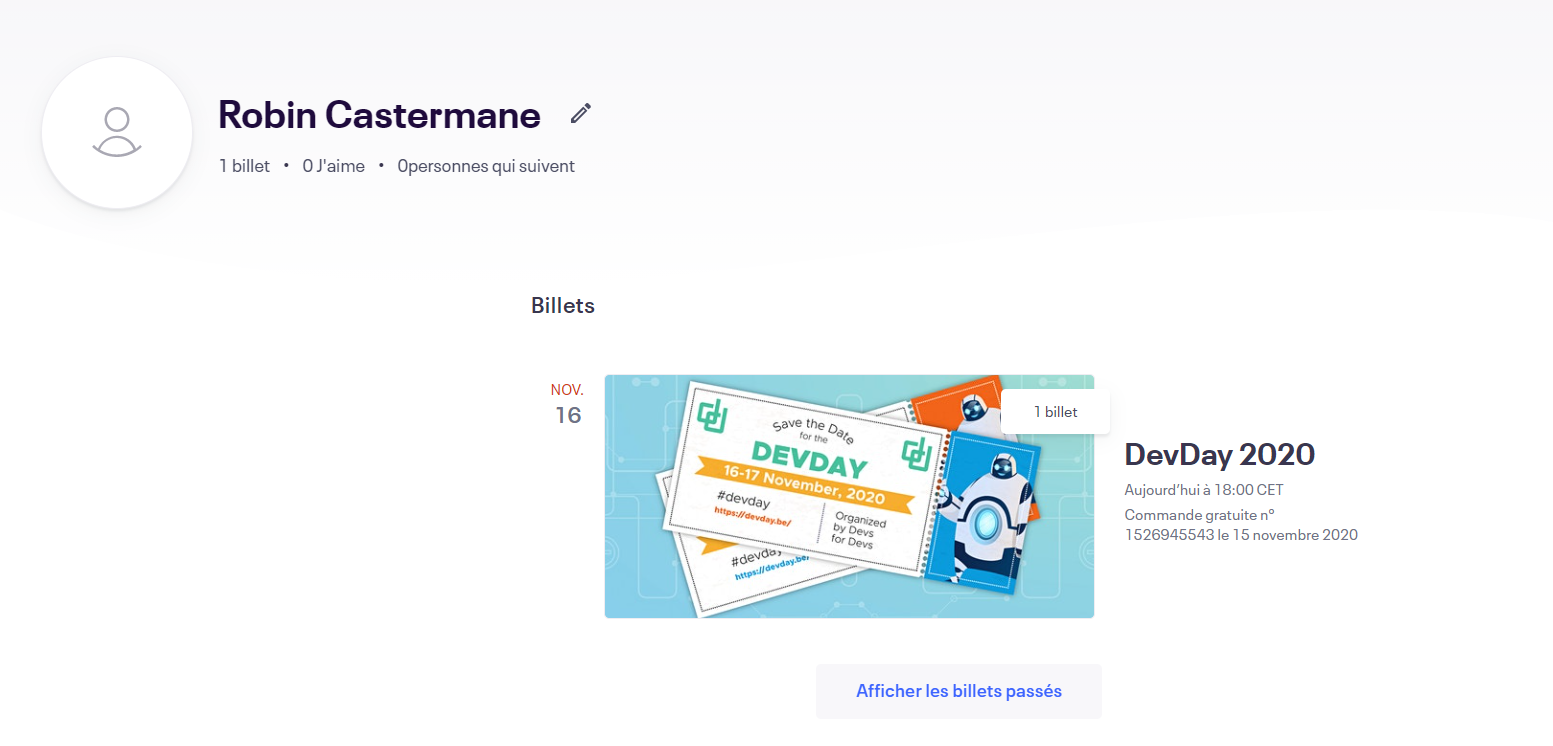 Robin Castermane
1 billet • 0 J'aime • 0personnes qui suivent
Billets
NOV.
16
1 billet
Save the Date
for the
DEVDAY
16-17 November, 2020
#devday
https://devday.be/
Organized
by Devs
for Devs
#devday
https://devday.be/
DevDay 2020
Aujourd’hui à 18:00 CET
Commande gratuite n°
1526945543 le 15 novembre 2020
Afficher les billets passés